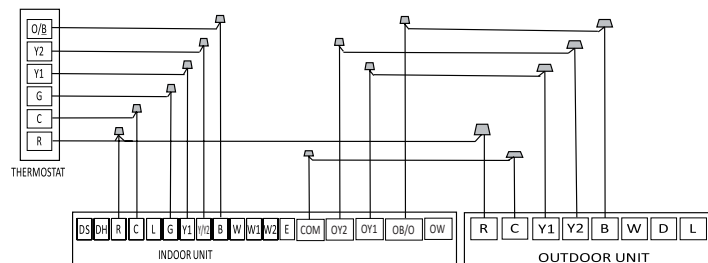 O/B
Y2
Y1
G
C
R
THERMOSTAT
DS DH R C L G Y1 Y/Y2 B W W1 W2 E COM OY2 OY1 OB/O OW
INDOOR UNIT
R C Y1 Y2 B W D L
OUTDOOR UNIT